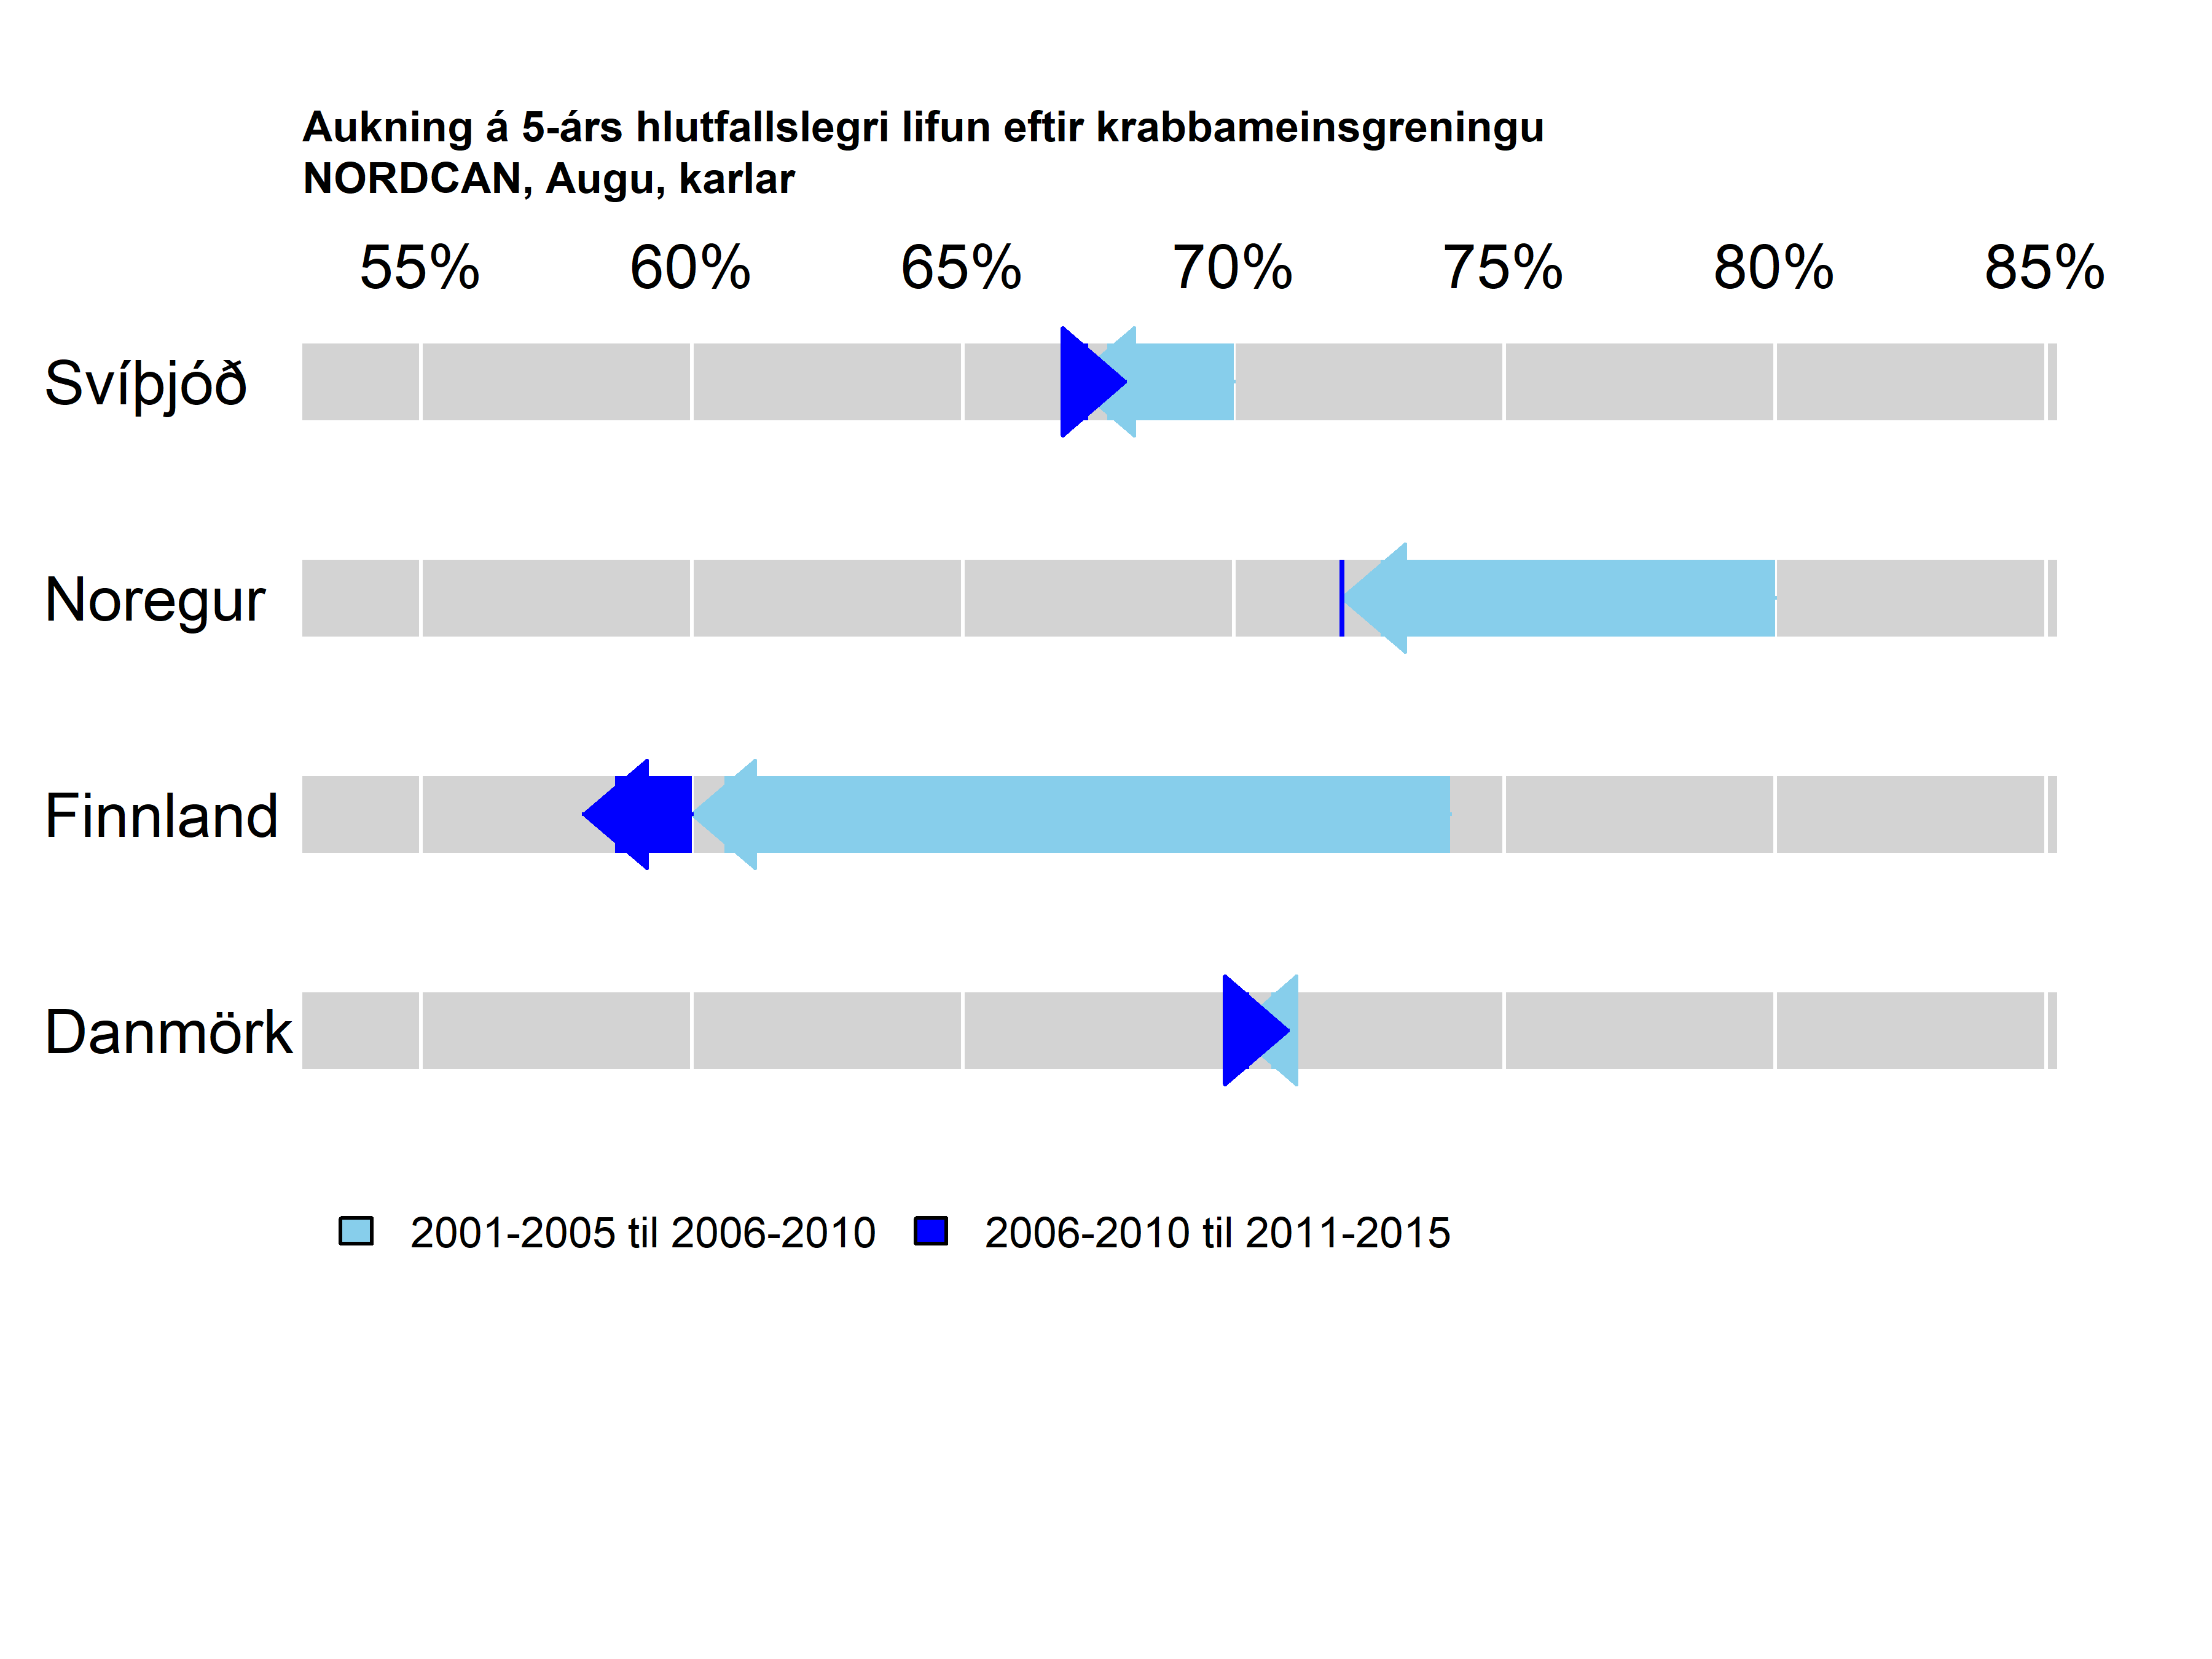 Aukning á 5-árs hlutfallslegri lifun eftir krabbameinsgreningu
NORDCAN, Augu, karlar
55% 60% 65% 70% 75% 80% 85%
Svíþjóð
Noregur
Finnland
Danmörk
2001-2005 til 2006-2010 2006-2010 til 2011-2015